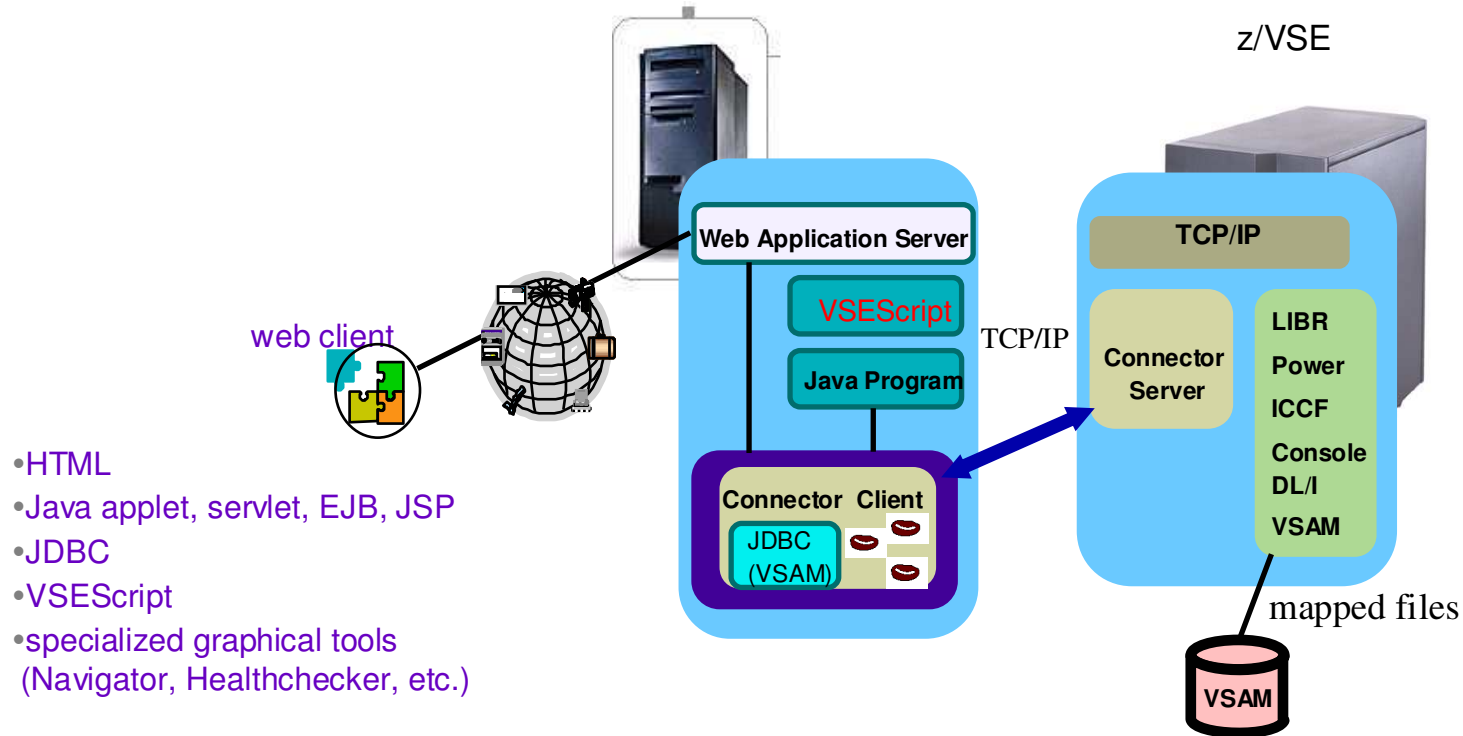 z/VSE
Web Application Server
VSEScript
Java Program
Connector Client
JDBC
(VSAM)
TCP/IP
TCP/IP
Connector
Server
LIBR
Power
ICCF
Console
DL/I
VSAM
mapped files
VSAM
web client
•HTML
•Java applet, servlet, EJB, JSP
•JDBC
•VSEScript
•specialized graphical tools
(Navigator, Healthchecker, etc.)